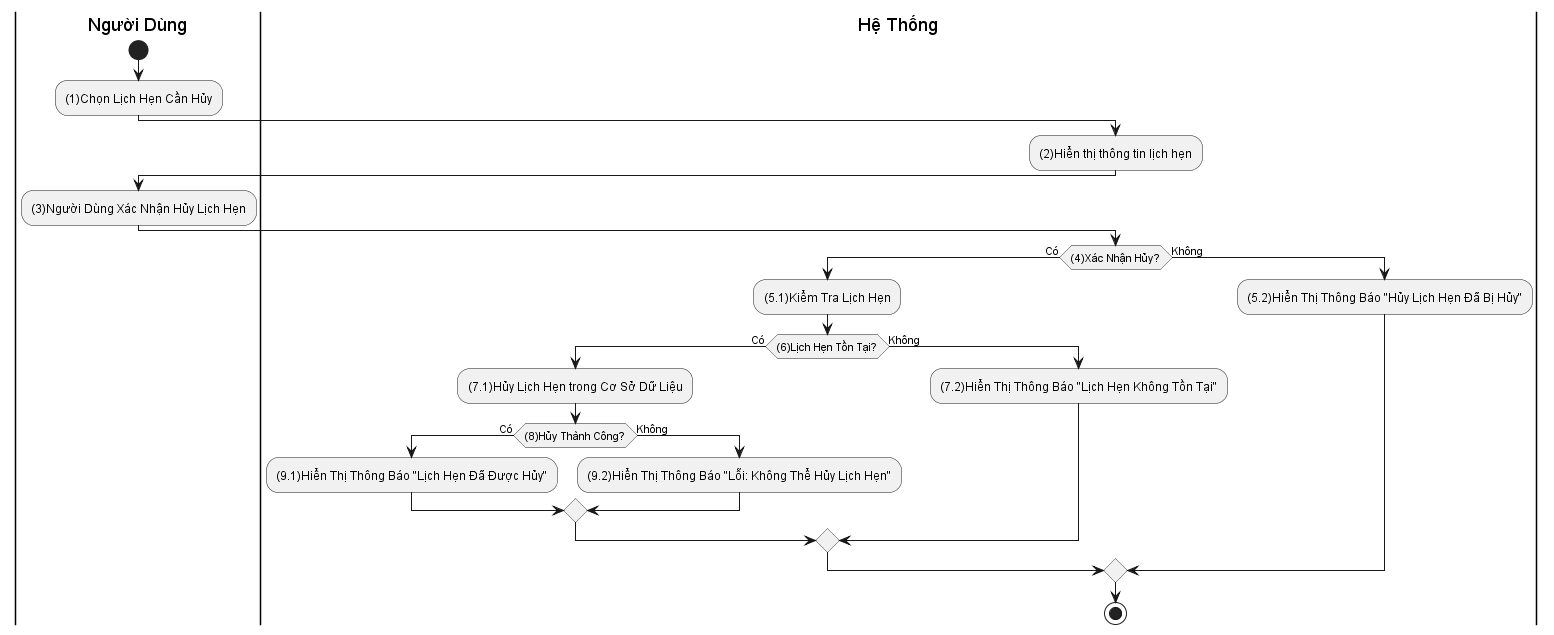 Người Dùng
Hệ Thống
(1)Chọn Lịch Hẹn Cần Hủy
(2)Hiển thị thông tin lịch hẹn
(3)Người Dùng Xác Nhận Hủy Lịch Hẹn
Có
(4)Xác Nhận Hủy?
Không
(5.1)Kiểm Tra Lịch Hẹn
(5.2)Hiển Thị Thông Báo "Hủy Lịch Hẹn Đã Bị Hủy"
Có
(6)Lịch Hẹn Tồn Tại?
Không
(7.1)Hủy Lịch Hẹn trong Cơ Sở Dữ Liệu
(7.2)Hiển Thị Thông Báo "Lịch Hẹn Không Tồn Tại"
Có
(8)Hủy Thành Công?
Không
(9.1)Hiển Thị Thông Báo "Lịch Hẹn Đã Được Hủy"
(9.2)Hiển Thị Thông Báo "Lỗi: Không Thể Hủy Lịch Hẹn"